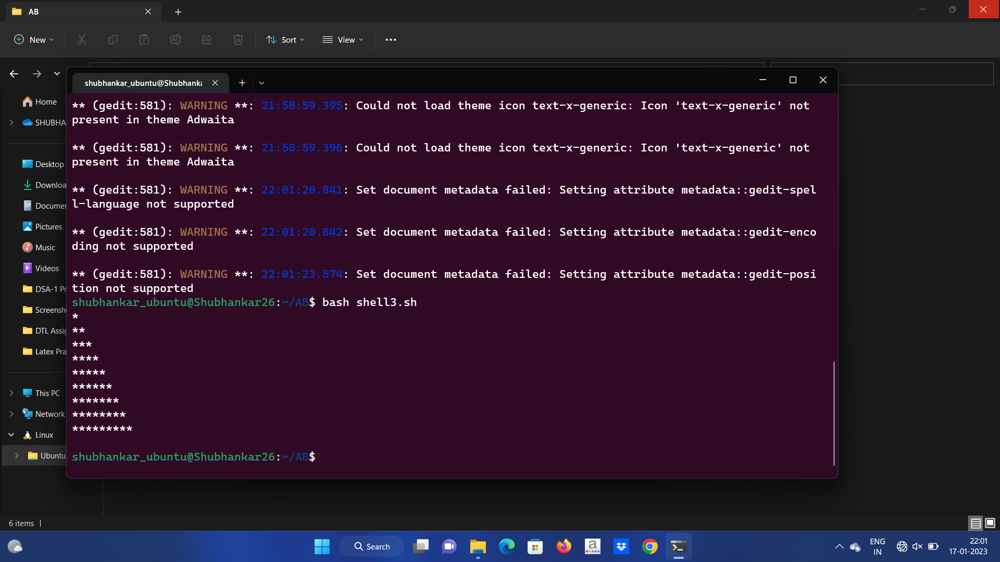 AB
New
Sort
View
shubhankar_ubuntu@Shubhanka
Home
SHUBHA
Desktop
Downloa
Documen
Pictures
Music
Videos
DSA-1 Pr
Screensh
DTL Assig
Latex Pra
This PC
Network
Linux
Ubuntu
** (gedit:581): WARNING **: 21:58:59.395: Could not load theme icon text-x-generic: Icon 'text-x-generic' not
present in theme Adwaita
** (gedit:581): WARNING **: 21:58:59.396: Could not load theme icon text-x-generic: Icon 'text-x-generic' not
present in theme Adwaita
** (gedit:581): WARNING **: 22:01:20.841: Set document metadata failed: Setting attribute metadata::gedit-spel
l-language not supported
** (gedit:581): WARNING **: 22:01:20.842: Set document metadata failed: Setting attribute metadata::gedit-enco
ding not supported
** (gedit:581): WARNING **: 22:01:23.574: Set document metadata failed: Setting attribute metadata::gedit-posi
tion not supported
shubhankar_ubuntu@Shubhankar26:~/AB$ bash shell3.sh
*
**
***
****
*****
******
*******
********
*********
shubhankar_ubuntu@Shubhankar26:~/AB$
6 items
Search
ENG
IN
22:01
17-01-2023